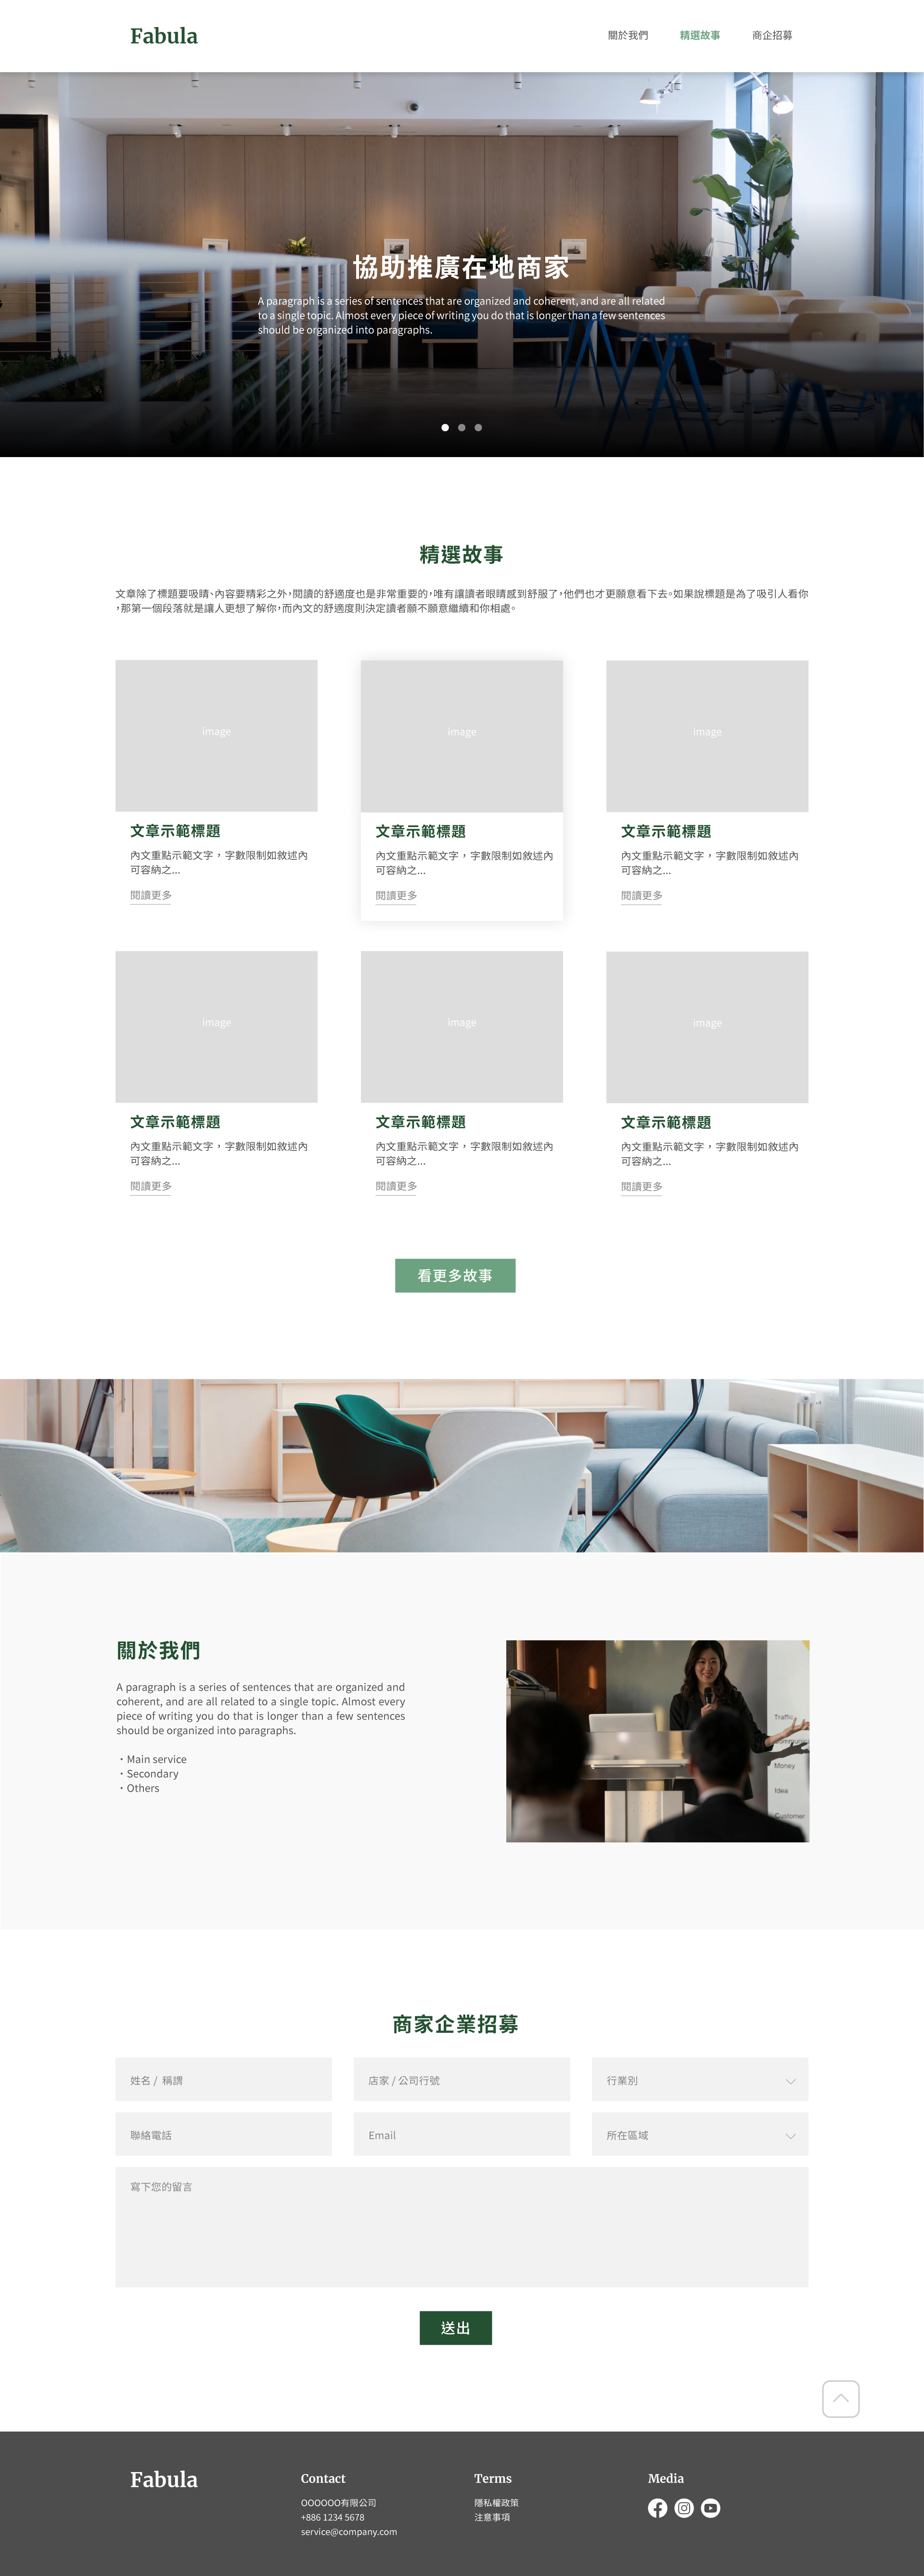 Fabula
關於我們
精選故事
商企招募
協助推廣在地商家
A paragraph is a series of sentences that are organized and coherent, and are all related
to a single topic. Almost every piece of writing you do that is longer than a few sentences
should be organized into paragraphs.
精選故事
文章除了標題要吸睛、內容要精彩之外，閱讀的舒適度也是非常重要的，唯有讓讀者眼睛感到舒服了，他們也才更願意看下去。如果說標題是為了吸引人看你
，那第一個段落就是讓人更想了解你，而內文的舒適度則決定讀者願不願意繼續和你相處。
image
image
image
文章示範標題
內文重點示範文字，字數限制如敘述內
可容納之...
閱讀更多
文章示範標題
內文重點示範文字，字數限制如敘述內
可容納之...
閱讀更多
文章示範標題
內文重點示範文字，字數限制如敘述內
可容納之...
閱讀更多
image
image
image
文章示範標題
內文重點示範文字，字數限制如敘述內
可容納之...
閱讀更多
文章示範標題
內文重點示範文字，字數限制如敘述內
可容納之...
閱讀更多
文章示範標題
內文重點示範文字，字數限制如敘述內
可容納之...
閱讀更多
看更多故事
關於我們
A paragraph is a series of sentences that are organized and
coherent, and are all related to a single topic. Almost every
piece of writing you do that is longer than a few sentences
should be organized into paragraphs.
・Main service
・Secondary
・Others
Traffic
Money
Idea
Customer
商家企業招募
姓名 / 稱謂
店家 / 公司行號
行業別
聯絡電話
Email
所在區域
寫下您的留言
送出
Fabula
Contact
OOOOOO有限公司
+886 1234 5678
service@company.com
Terms
隱私權政策
注意事項
Media